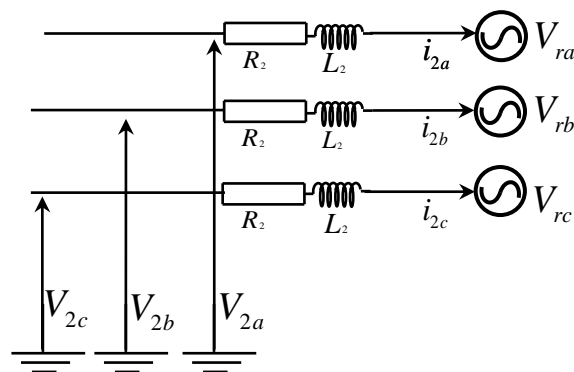 R₂ L₂ i₂ₐ Vᵣₐ
R₂ L₂ i₂b Vᵣb
R₂ L₂ i₂c Vᵣc
V₂c V₂b V₂ₐ